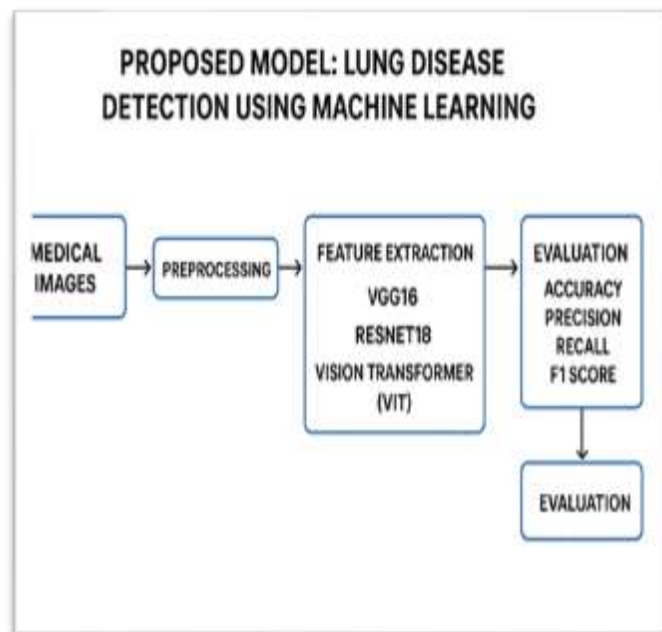 PROPOSED MODEL: LUNG DISEASE
DETECTION USING MACHINE LEARNING
MEDICAL
IMAGES
PREPROCESSING
FEATURE EXTRACTION
VGG16
RESNET18
VISION TRANSFORMER
(VIT)
EVALUATION
ACCURACY
PRECISION
RECALL
F1 SCORE
EVALUATION